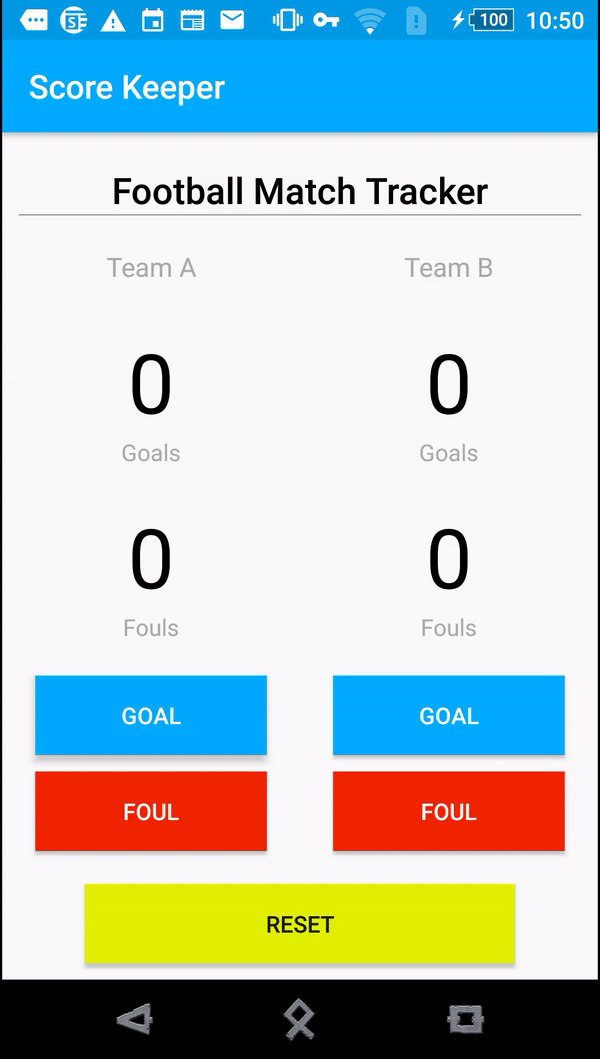 100 10:50
Score Keeper
Football Match Tracker
Team A Team B
0 0
Goals Goals
0 0
Fouls Fouls
GOAL GOAL
FOUL FOUL
RESET